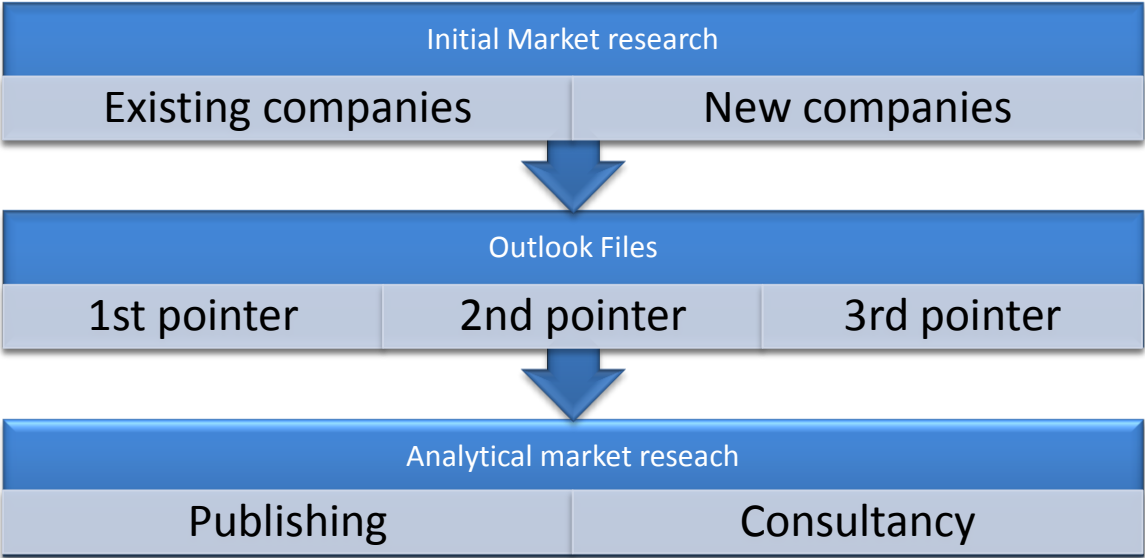 Initial Market research
Existing companies New companies
Outlook Files
1st pointer 2nd pointer 3rd pointer
Analytical market reseach
Publishing Consultancy